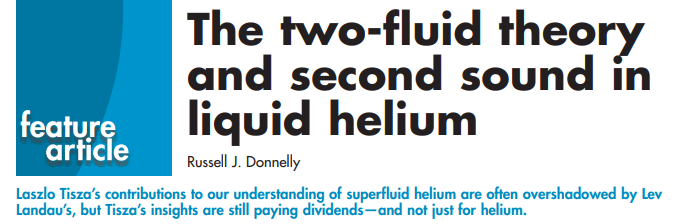 feature
article
The two-fluid theory
and second sound in
liquid helium
Russell J. Donnelly
Laszlo Tisza’s contributions to our understanding of superfluid helium are often overshadowed by Lev
Landau’s, but Tisza’s insights are still paying dividends—and not just for helium.